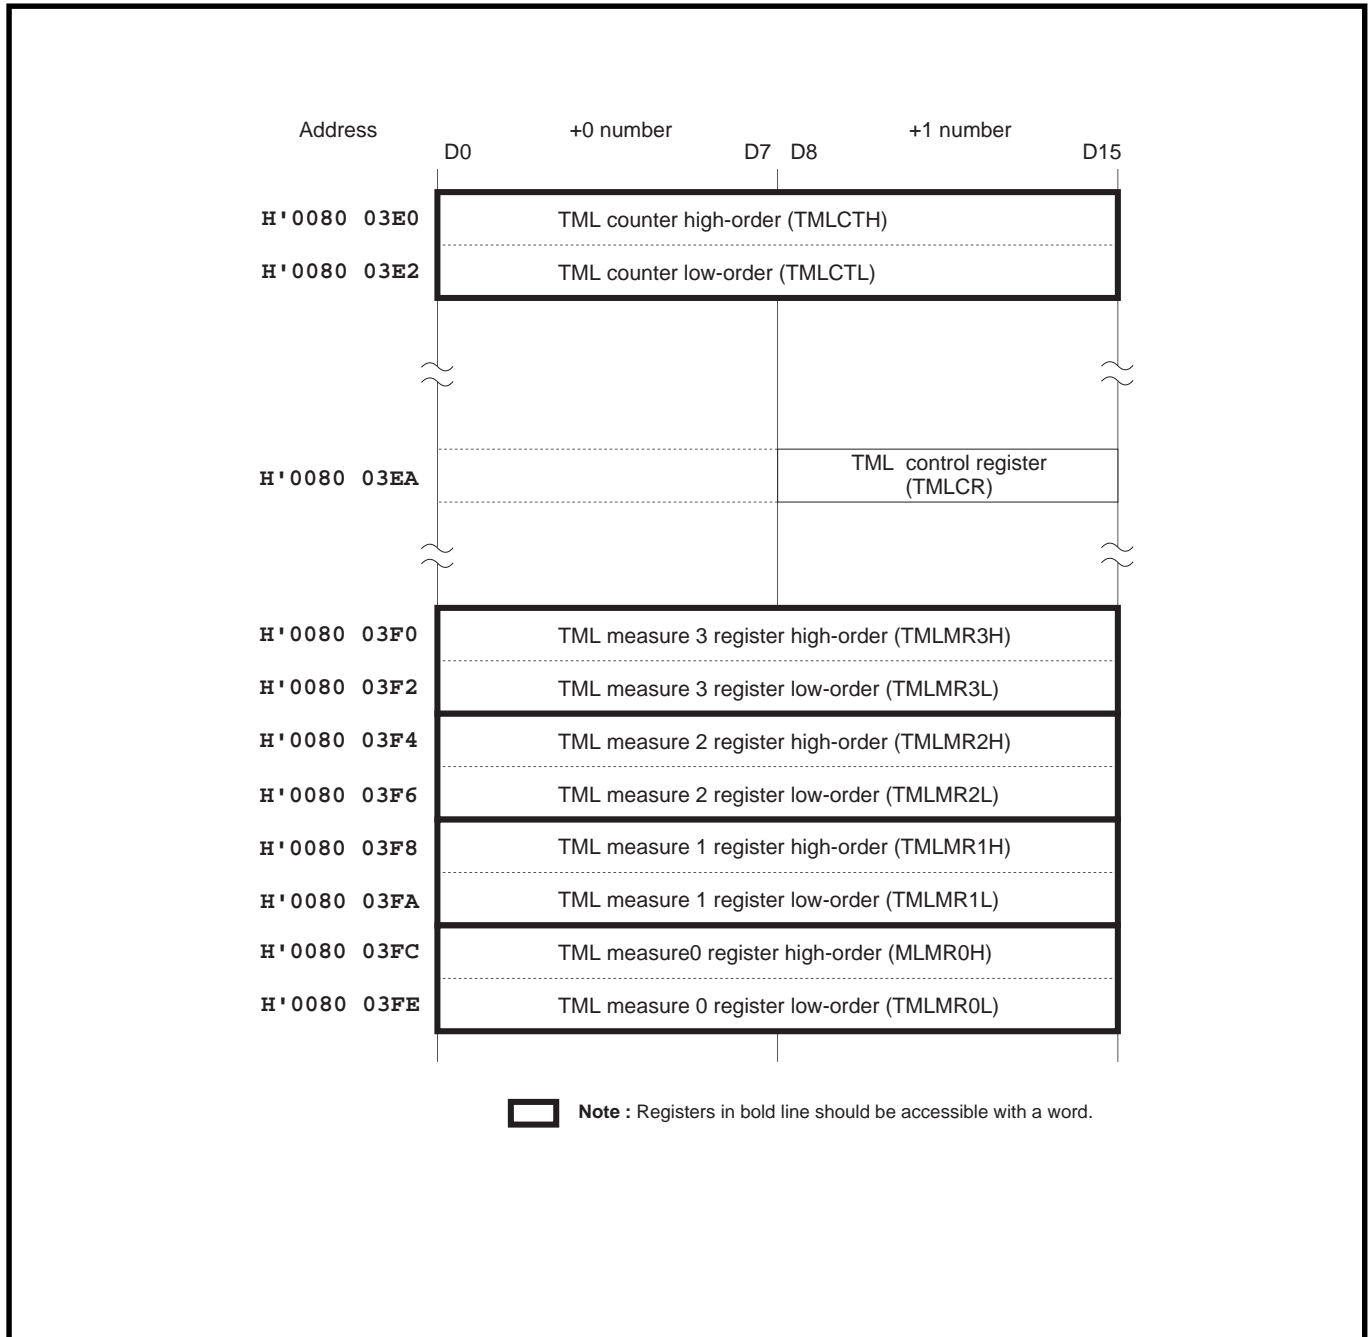 Address +0 number +1 number
D0 D7 D8 D15
H'0080 03E0 TML counter high-order (TMLCTH)
H'0080 03E2 TML counter low-order (TMLCTL)
H'0080 03EA TML control register
(TMLCR)
H'0080 03F0 TML measure 3 register high-order (TMLMR3H)
H'0080 03F2 TML measure 3 register low-order (TMLMR3L)
H'0080 03F4 TML measure 2 register high-order (TMLMR2H)
H'0080 03F6 TML measure 2 register low-order (TMLMR2L)
H'0080 03F8 TML measure 1 register high-order (TMLMR1H)
H'0080 03FA TML measure 1 register low-order (TMLMR1L)
H'0080 03FC TML measure0 register high-order (MLMR0H)
H'0080 03FE TML measure 0 register low-order (TMLMR0L)
Note : Registers in bold line should be accessible with a word.